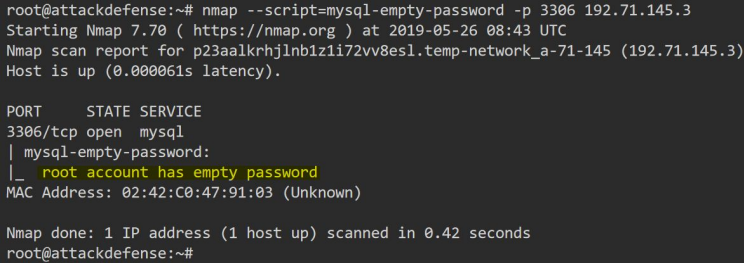 root@attackdefense:~# nmap --script=mysql-empty-password -p 3306 192.71.145.3
Starting Nmap 7.70 ( https://nmap.org ) at 2019-05-26 08:43 UTC
Nmap scan report for p23aalkrhjlnb1z1i72vv8esl.temp-network_a-71-145 (192.71.145.3)
Host is up (0.000061s latency).
PORT     STATE SERVICE
3306/tcp open  mysql
| mysql-empty-password:
|_  root account has empty password
MAC Address: 02:42:C0:47:91:03 (Unknown)
Nmap done: 1 IP address (1 host up) scanned in 0.42 seconds
root@attackdefense:~#